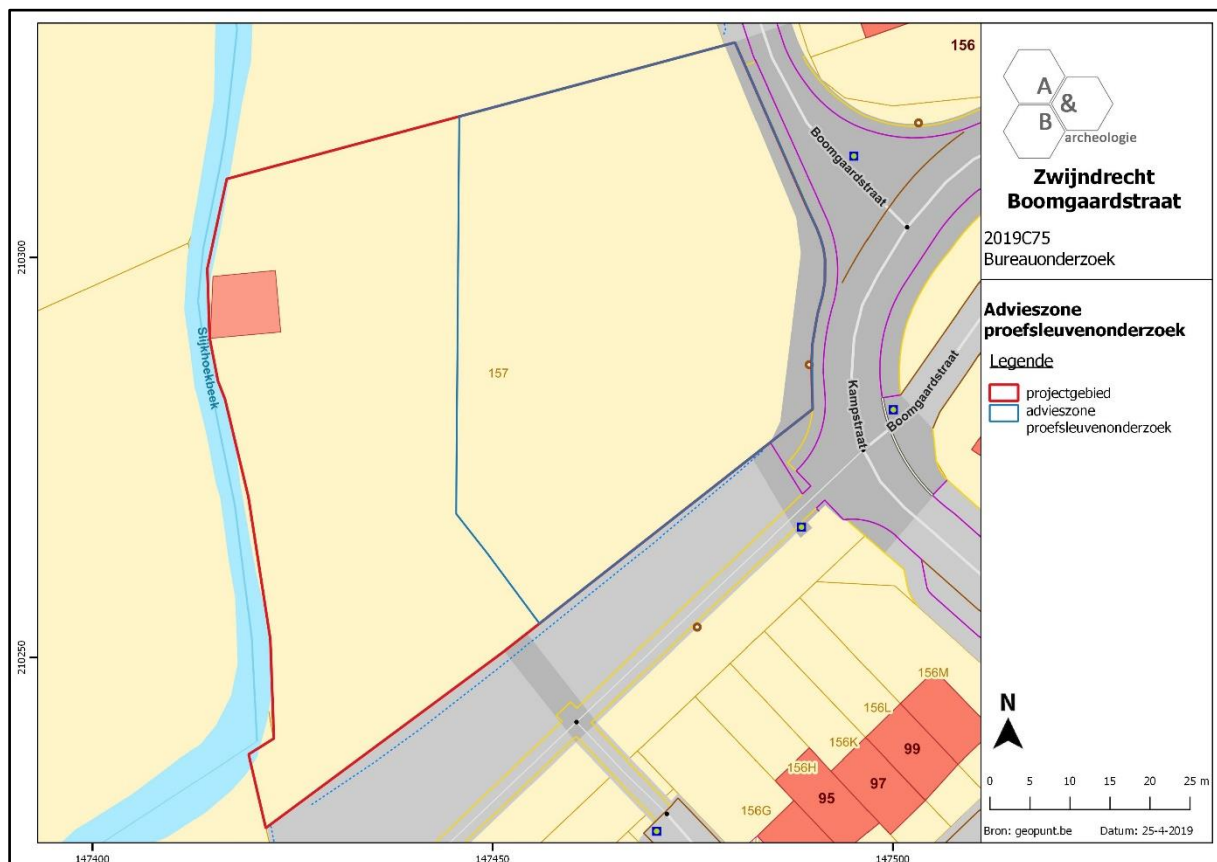 156
Boomgaardstraat
210300
Slijkhoekbeek
157
Kampstraat
Boomgaardstraat
210250
156M
156L
156K
156H
156G
99
97
95
147400
147450
147500
A
&
B
archeologie
Zwijndrecht
Boomgaardstraat
2019C75
Bureauonderzoek
Advieszone
proefsleuvenonderzoek
Legende
projectgebied
advieszone
proefsleuvenonderzoek
N
0 5 10 15 20 25 m
Bron: geopunt.be Datum: 25-4-2019